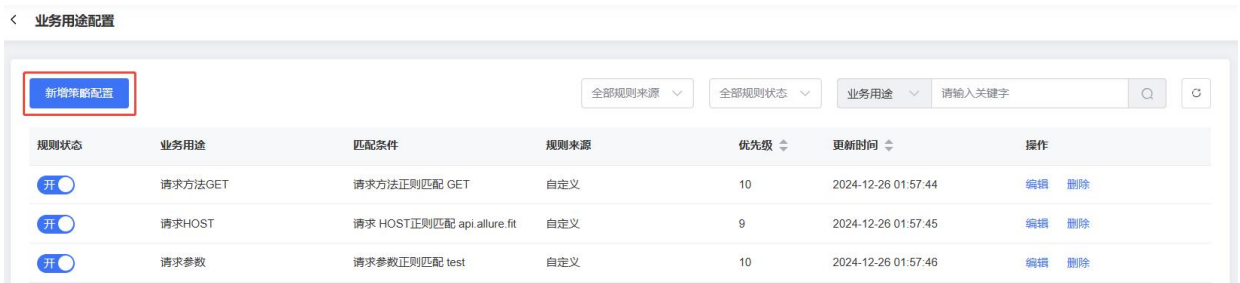 业务用途配置
新增策略配置 全部规则来源 全部规则状态 业务用途 请输入关键字
规则状态 业务用途 匹配条件 规则来源 优先级 更新时间 操作
开 请求方法GET 请求方法正则匹配 GET 自定义 10 2024-12-26 01:57:44 编辑 删除
开 请求HOST 请求 HOST正则匹配 api.allure.fit 自定义 9 2024-12-26 01:57:45 编辑 删除
开 请求参数 请求参数正则匹配 test 自定义 10 2024-12-26 01:57:46 编辑 删除